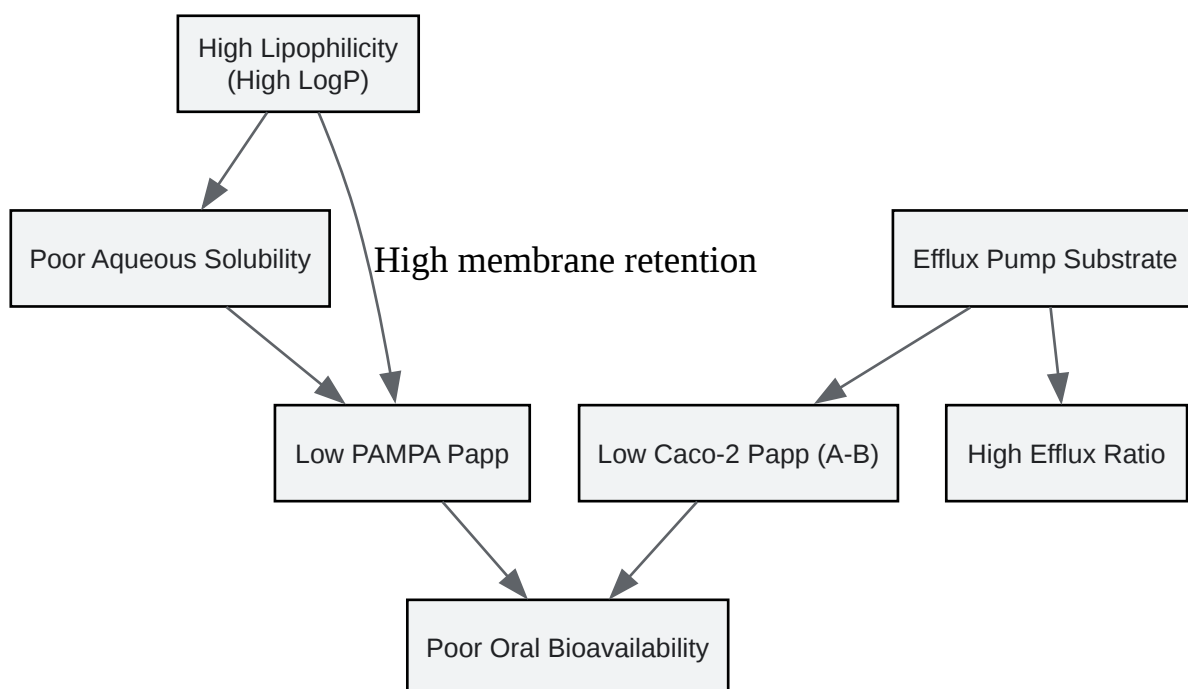 High Lipophilicity
(High LogP)
Poor Aqueous Solubility
High membrane retention
Efflux Pump Substrate
Low PAMPA Papp
Low Caco-2 Papp (A-B)
High Efflux Ratio
Poor Oral Bioavailability